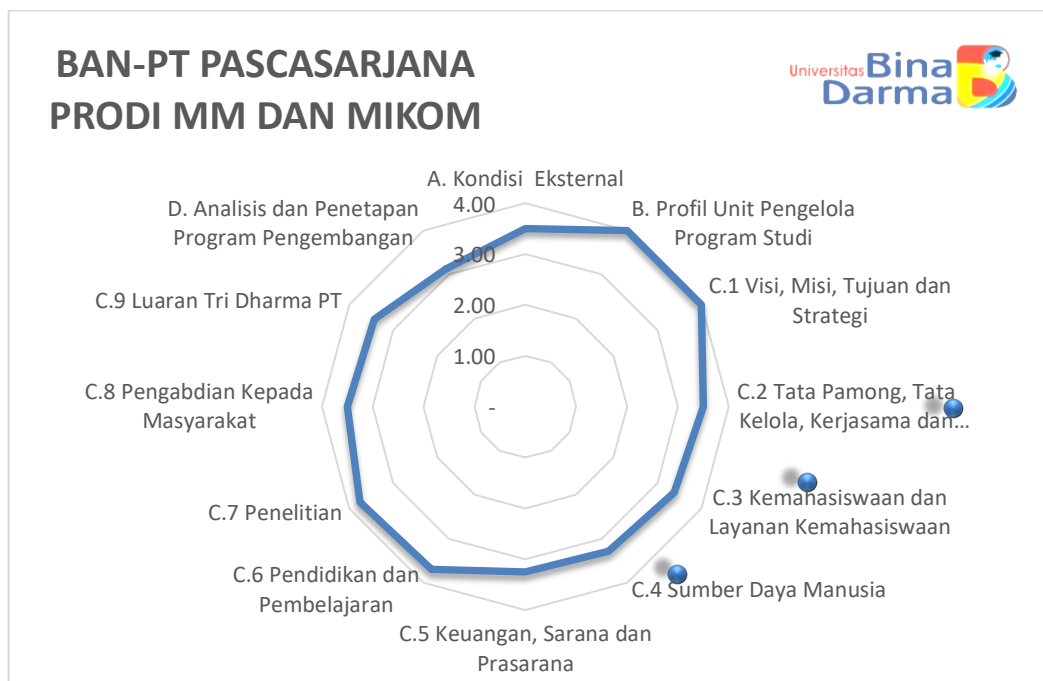 BAN-PT PASCASARJANA
PRODI MM DAN MIKOM
Universitas Bina
Darma
A. Kondisi Eksternal
B. Profil Unit Pengelola
Program Studi
C.1 Visi, Misi, Tujuan dan
Strategi
C.2 Tata Pamong, Tata
Kelola, Kerjasama dan...
C.3 Kemahasiswaan dan
Layanan Kemahasiswaan
C.4 Sumber Daya Manusia
C.5 Keuangan, Sarana dan
Prasarana
C.6 Pendidikan dan
Pembelajaran
C.7 Penelitian
C.8 Pengabdian Kepada
Masyarakat
C.9 Luaran Tri Dharma PT
D. Analisis dan Penetapan
Program Pengembangan
4.00
3.00
2.00
1.00
-